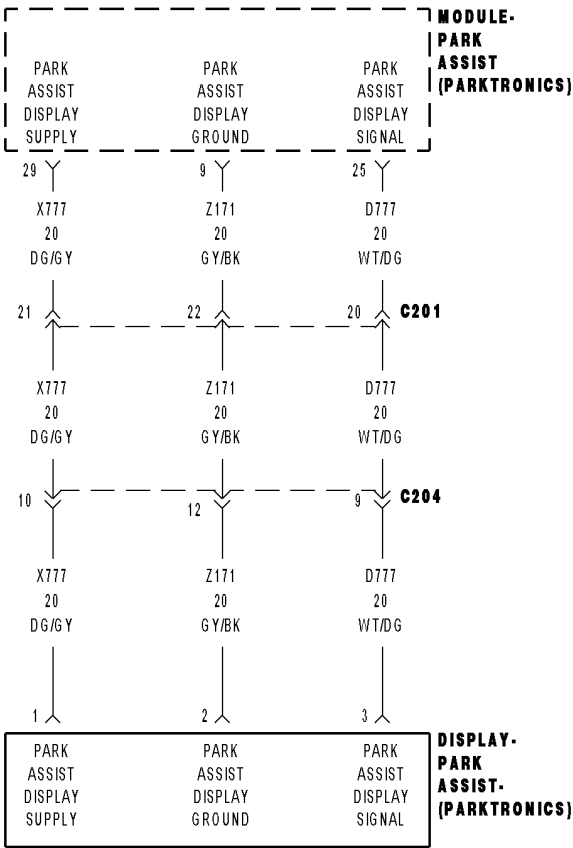 MODULE-
PARK
ASSIST
(PARKTRONICS)
PARK PARK PARK
ASSIST ASSIST ASSIST
DISPLAY DISPLAY DISPLAY
SUPPLY GROUND SIGNAL
29 9 25
X777 Z171 D777
20 20 20
DG/GY GY/BK WT/DG
21 22 20 C201
X777 Z171 D777
20 20 20
DG/GY GY/BK WT/DG
10 12 9 C204
X777 Z171 D777
20 20 20
DG/GY GY/BK WT/DG
1 2 3
DISPLAY-
PARK
ASSIST-
(PARKTRONICS)
PARK PARK PARK
ASSIST ASSIST ASSIST
DISPLAY DISPLAY DISPLAY
SUPPLY GROUND SIGNAL